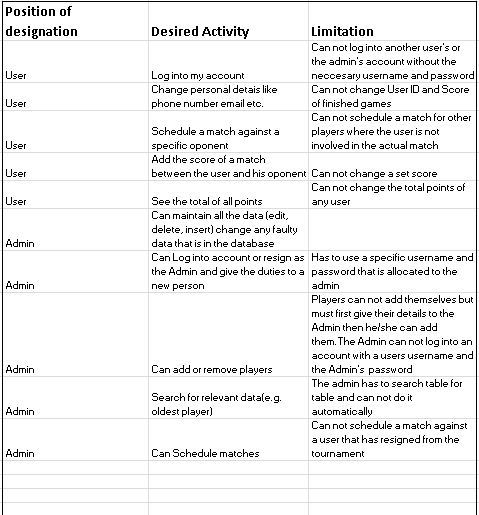 Position of
designation
Desired Activity
Limitation
User
Log into my account
Can not log into another user's or
the admin's account without the
neccesary username and password
User
Change personal detais like
phone number email etc.
Can not change User ID and Score
of finished games
User
Schedule a match against a
specific oponent
Can not schedule a match for other
players where the user is not
involved in the actual match
User
Add the score of a match
between the user and his oponent
Can not change a set score
User
See the total of all points
Can not change the total points of
any user
Admin
Can maintain all the data (edit,
delete, insert) change any faulty
data that is in the database
Admin
Can Log into account or resign as
the Admin and give the duties to a
new person
Has to use a specific username and
password that is allocated to the
admin
Admin
Can add or remove players
Players can not add themselves but
must first give their details to the
Admin then he/she can add
them. The Admin can not log into an
account with a users username and
the Admin's password
Admin
Search for relevant data(e.g.
oldest player)
The admin has to search table for
table and can not do it
automatically
Admin
Can Schedule matches
Can not schedule a match against
a user that has resigned from the
tournament